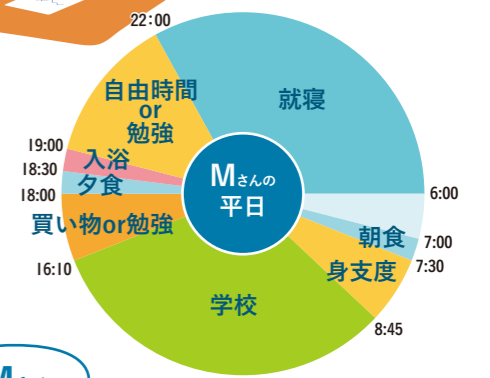 22:00
自由時間
or
勉強
就寝
19:00
入浴
18:30
夕食
18:00
買い物or勉強
16:10
Mさんの
平日
6:00
朝食
7:00
7:30
身支度
8:45
学校